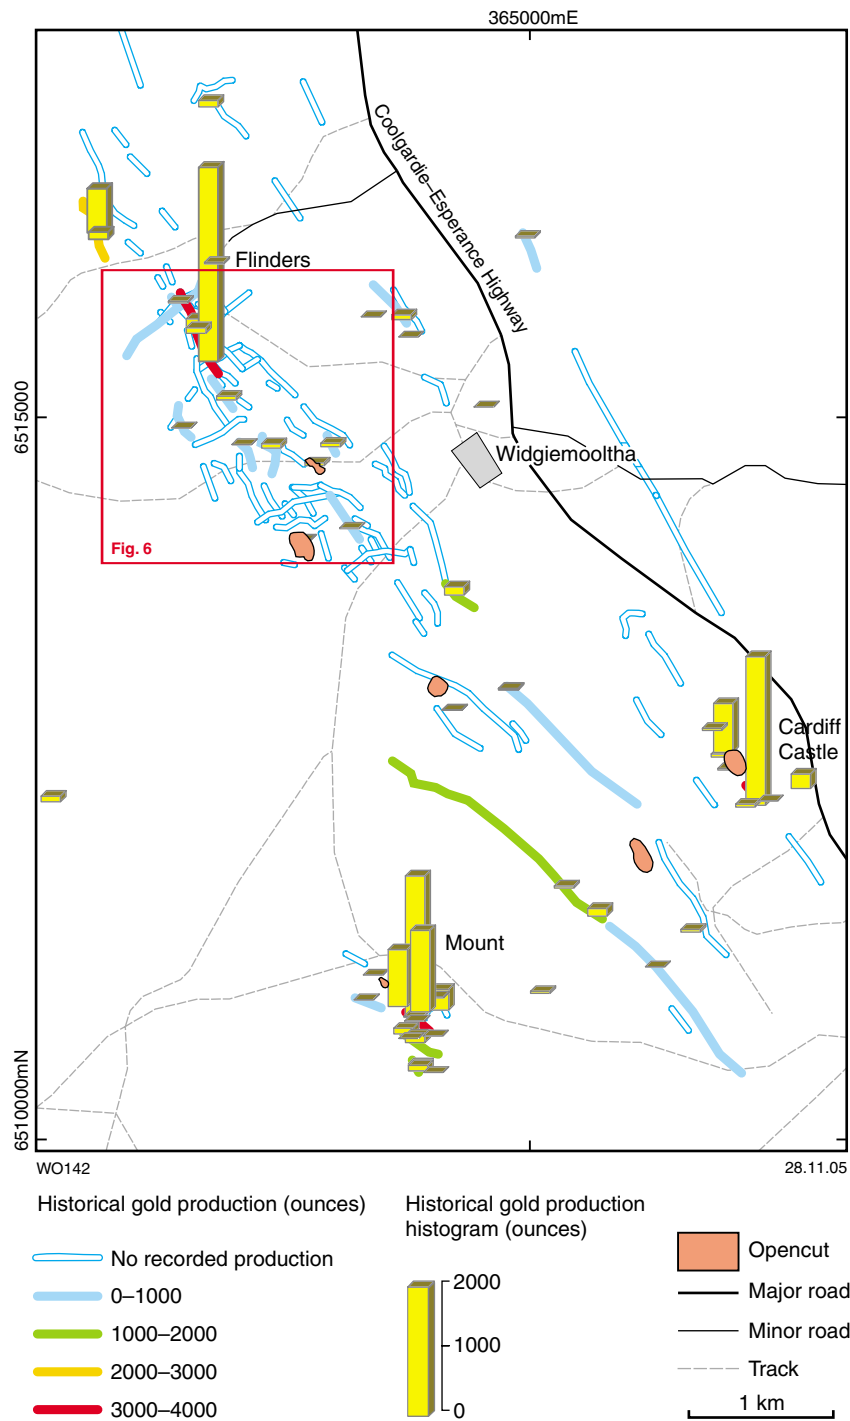 365000mE
Coolgardie–Esperance Highway
Flinders
6515000
Widgiemooltha
Fig. 6
Cardiff
Castle
Mount
6510000mN
WO142
28.11.05
Historical gold production (ounces)
No recorded production
0–1000
1000–2000
2000–3000
3000–4000
Historical gold production
histogram (ounces)
2000
1000
0
Opencut
Major road
Minor road
Track
1 km